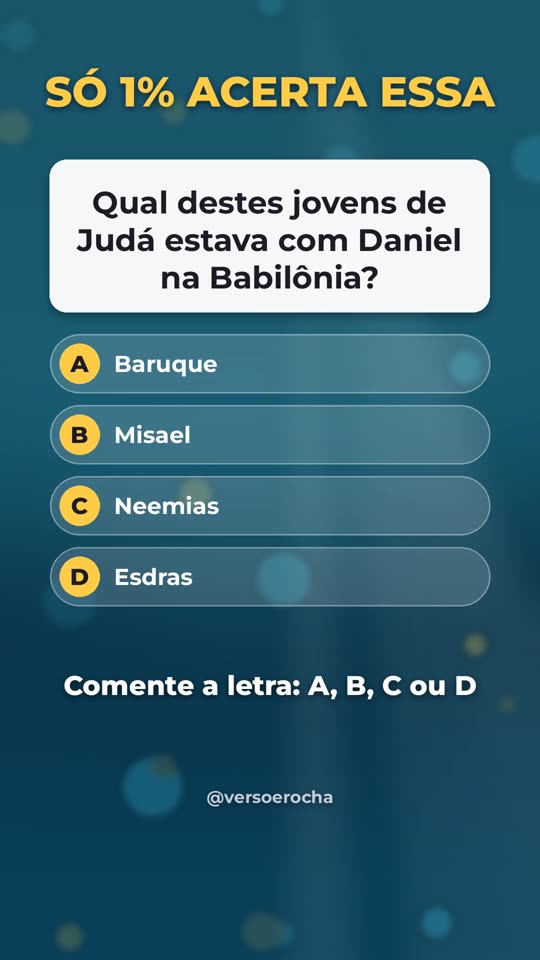 SÓ 1% ACERTA ESSA
Qual destes jovens de
Judá estava com Daniel
na Babilônia?
A Baruque
B Misael
C Neemias
D Esdras
Comente a letra: A, B, C ou D
@versoerocha